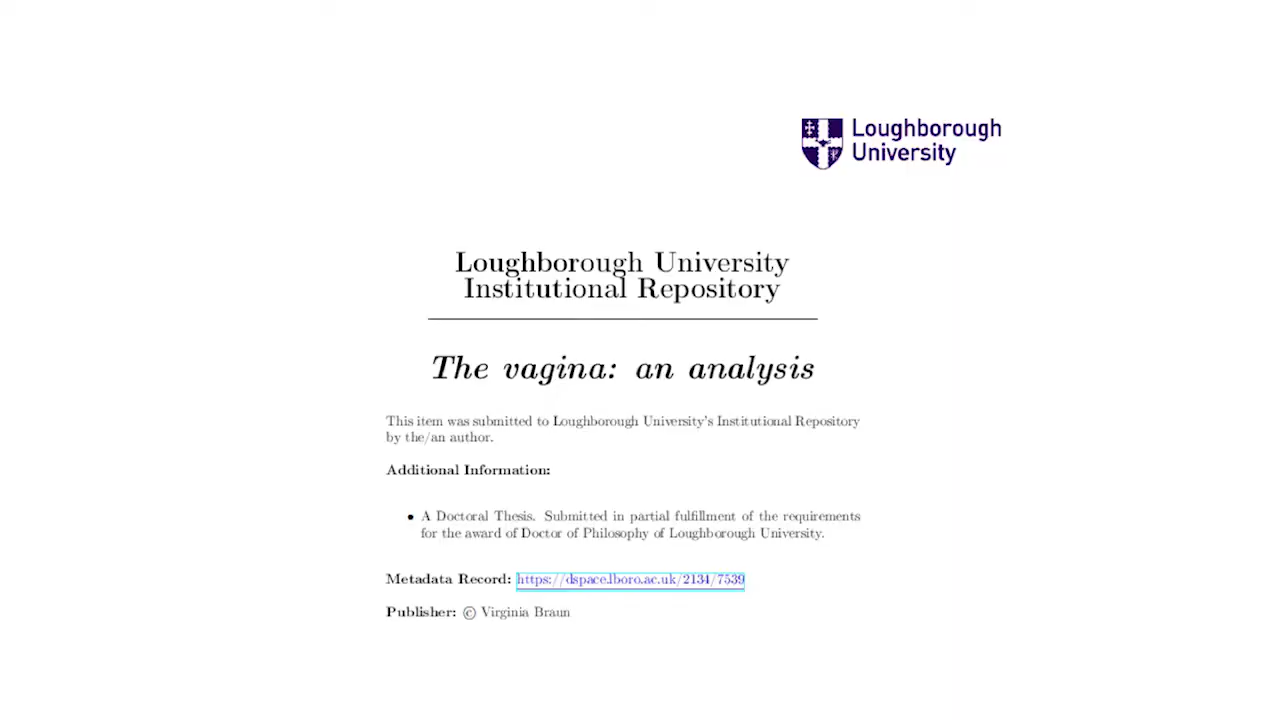 Loughborough
University
Loughborough University
Institutional Repository
The vagina: an analysis
This item was submitted to Loughborough University's Institutional Repository
by the/an author.
Additional Information:
• A Doctoral Thesis. Submitted in partial fulfillment of the requirements
for the award of Doctor of Philosophy of Loughborough University.
Metadata Record: https://dspace.lboro.ac.uk/2134/7539
Publisher: © Virginia Braun